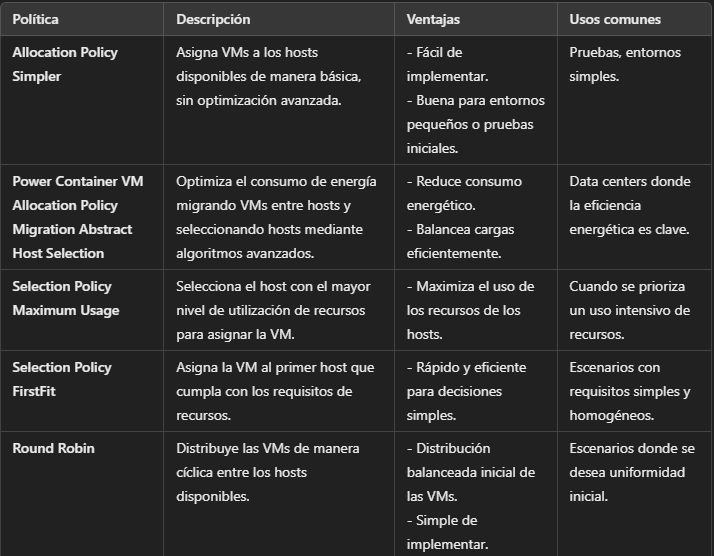 Política
Descripción
Ventajas
Usos comunes
Allocation Policy
Simpler
Asigna VMs a los hosts
disponibles de manera básica,
sin optimización avanzada.
- Fácil de
implementar.
- Buena para entornos
pequeños o pruebas
iniciales.
Pruebas, entornos
simples.
Power Container VM
Allocation Policy
Migration Abstract
Host Selection
Optimiza el consumo de energía
migrando VMs entre hosts y
seleccionando hosts mediante
algoritmos avanzados.
- Reduce consumo
energético.
- Balancea cargas
eficientemente.
Data centers donde
la eficiencia
energética es clave.
Selection Policy
Maximum Usage
Selecciona el host con el mayor
nivel de utilización de recursos
para asignar la VM.
- Maximiza el uso de
los recursos de los
hosts.
Cuando se prioriza
un uso intensivo de
recursos.
Selection Policy
FirstFit
Asigna la VM al primer host que
cumpla con los requisitos de
recursos.
- Rápido y eficiente
para decisiones
simples.
Escenarios con
requisitos simples y
homogéneos.
Round Robin
Distribuye las VMs de manera
cíclica entre los hosts
disponibles.
- Distribución
balanceada inicial de
las VMs.
- Simple de
implementar.
Escenarios donde se
desea uniformidad
inicial.